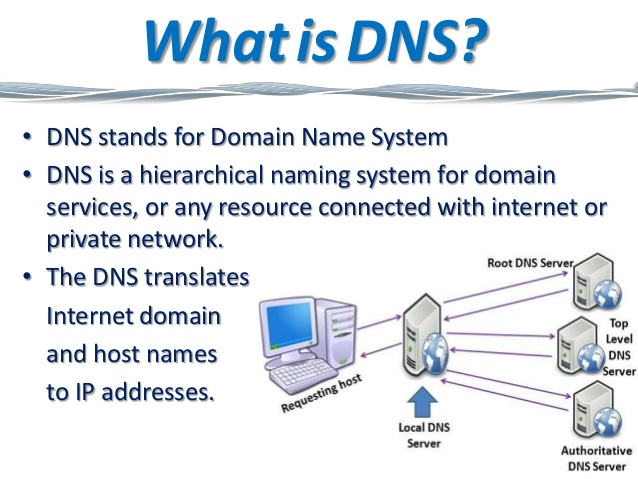 What is DNS?
• DNS stands for Domain Name System
• DNS is a hierarchical naming system for domain
services, or any resource connected with internet or
private network.
• The DNS translates
Internet domain
and host names
to IP addresses.
Root DNS Server
Top
Level
DNS
Server
Requesting host
Local DNS
Server
Authoritative
DNS Server